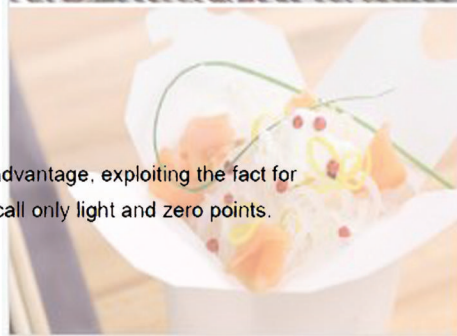 advantage, exploiting the fact for
call only light and zero points.